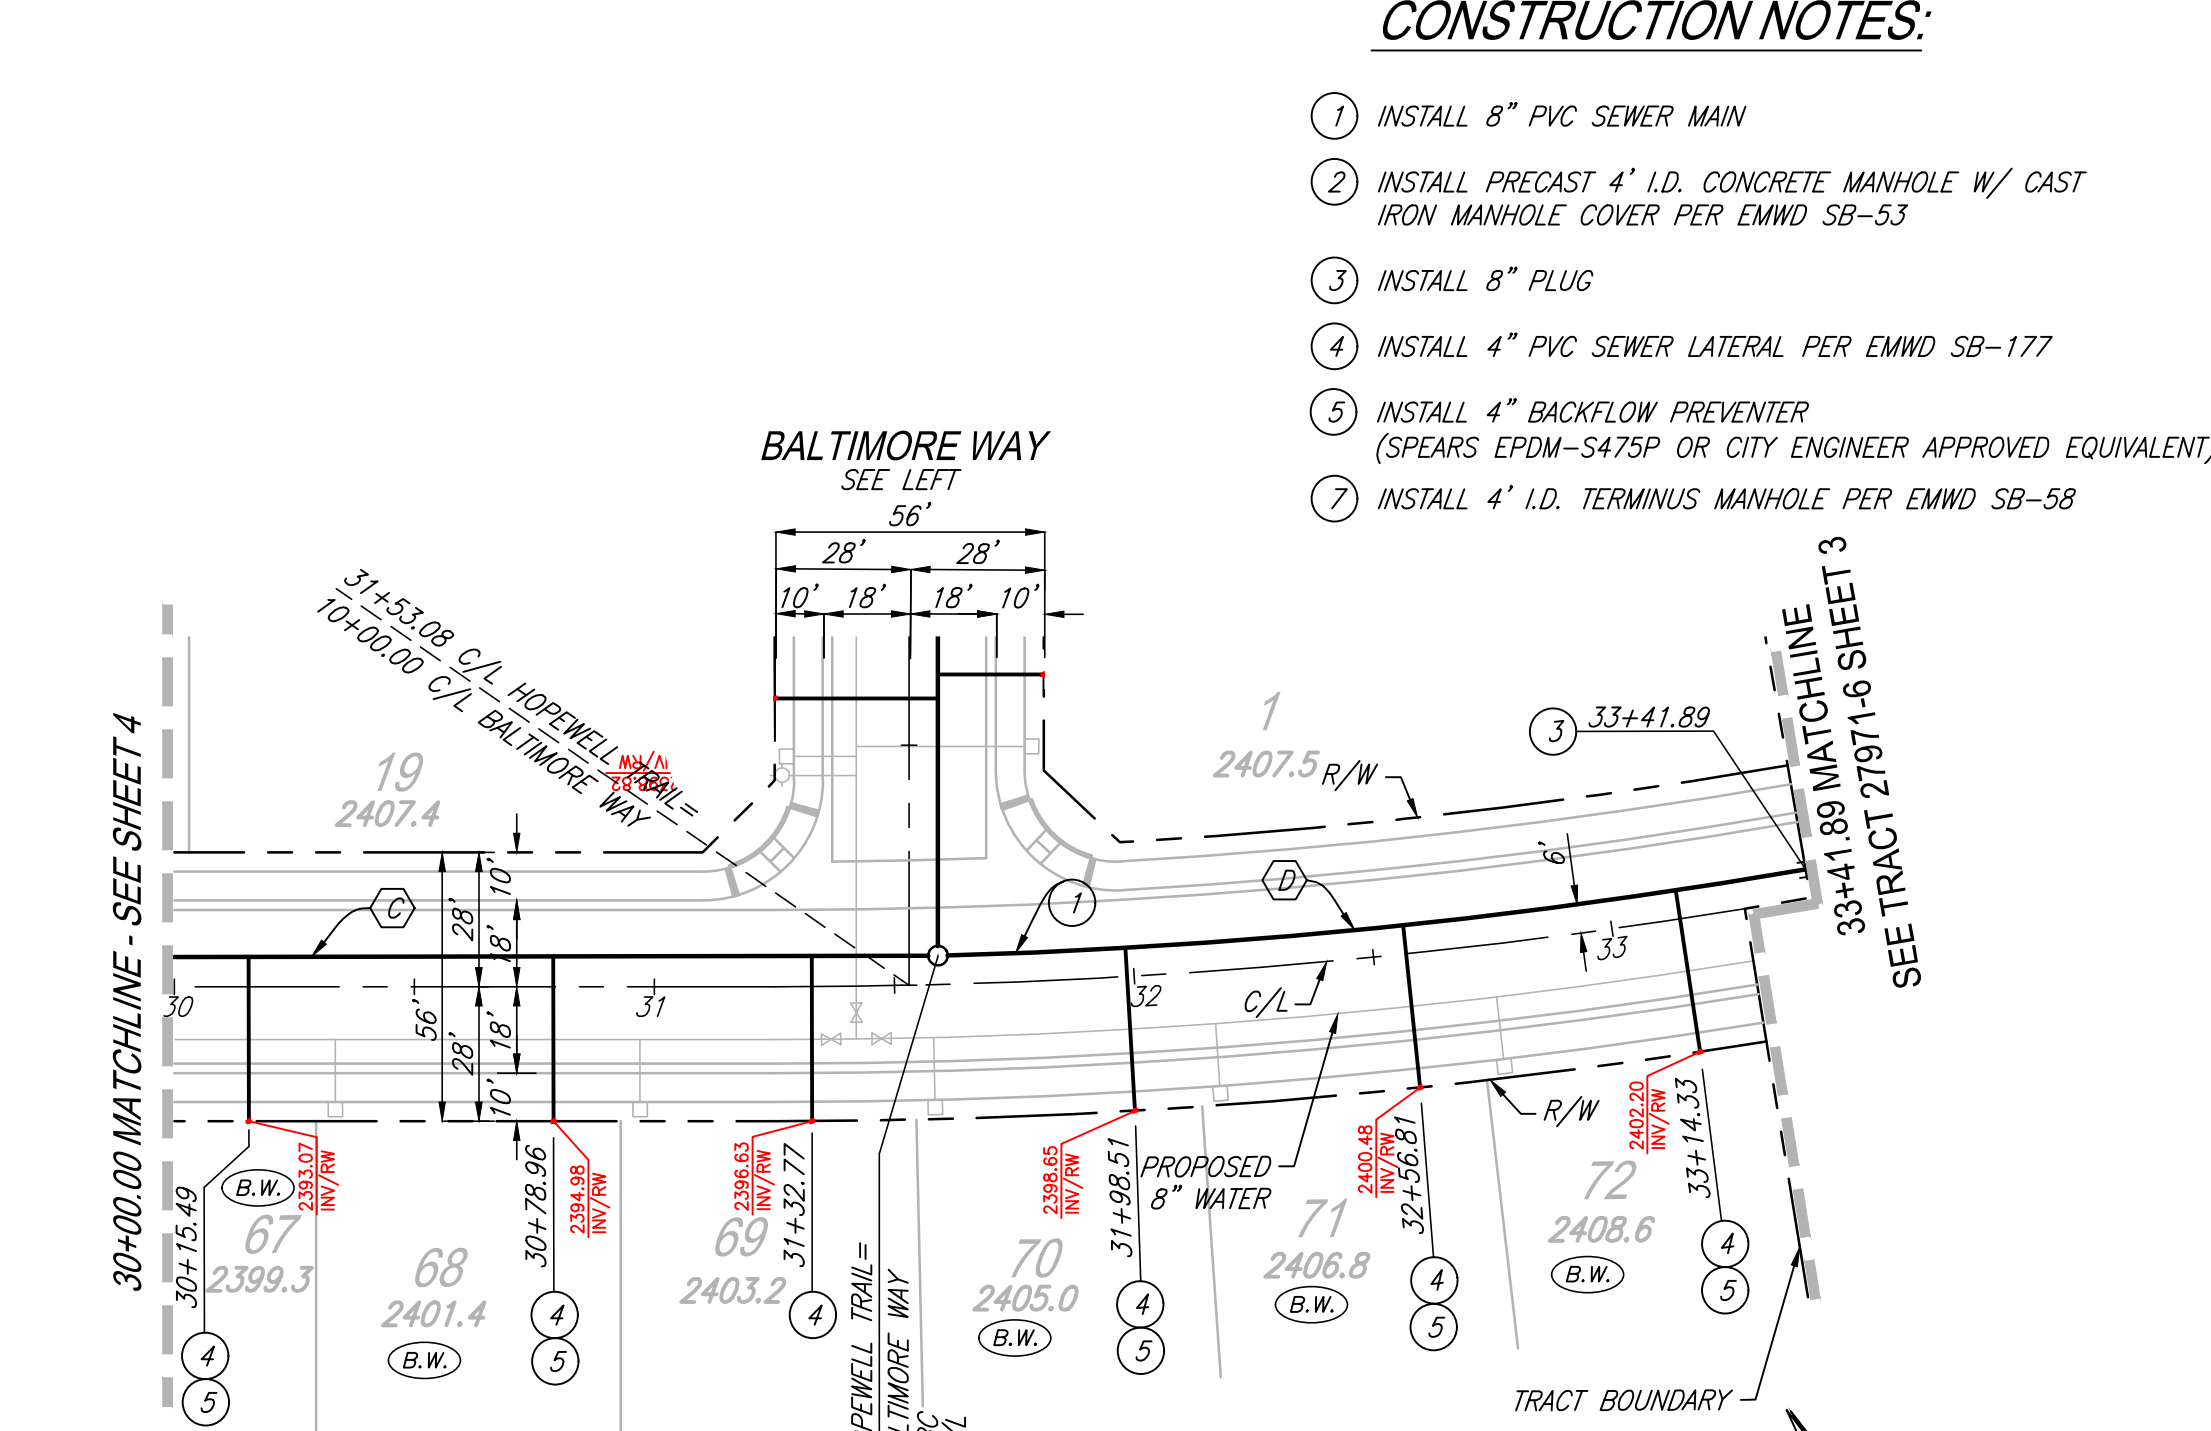 CONSTRUCTION NOTES:
1 INSTALL 8" PVC SEWER MAIN
2 INSTALL PRECAST 4' I.D. CONCRETE MANHOLE W/ CAST
IRON MANHOLE COVER PER EMWD SB-53
3 INSTALL 8" PLUG
4 INSTALL 4" PVC SEWER LATERAL PER EMWD SB-177
5 INSTALL 4" BACKFLOW PREVENTER
(SPEARS EPDM-S475P OR CITY ENGINEER APPROVED EQUIVALENT)
7 INSTALL 4' I.D. TERMINUS MANHOLE PER EMWD SB-58
BALTIMORE WAY
SEE LEFT
56'
28' 28'
10' 18' 18' 10'
31+53.08 C/L HOPEWELL TRAIL=
10+00.00 C/L BALTIMORE WAY
30+00.00 MATCHLINE - SEE SHEET 4
33+41.89 MATCHLINE
SEE TRACT 27971-6 SHEET 3
19
2407.4
1
2407.5
R/W
3 33+41.89
C
D
1
6'
10'
28'
18'
56'
18'
28'
10'
30
31
32
33
C/L
PROPOSED
8" WATER
R/W
30+15.49
4
5
B.W.
2393.07
INV/RW
67
2399.3
68
2401.4
B.W.
30+78.96
4
5
2394.98
INV/RW
2396.63
INV/RW
69
2403.2
31+32.77
4
PEWELL TRAIL=
LTIMORE WAY
2398.65
INV/RW
70
2405.0
B.W.
31+98.51
4
5
2400.48
INV/RW
71
2406.8
B.W.
32+56.81
4
5
2402.20
INV/RW
72
2408.6
B.W.
33+14.33
4
5
TRACT BOUNDARY